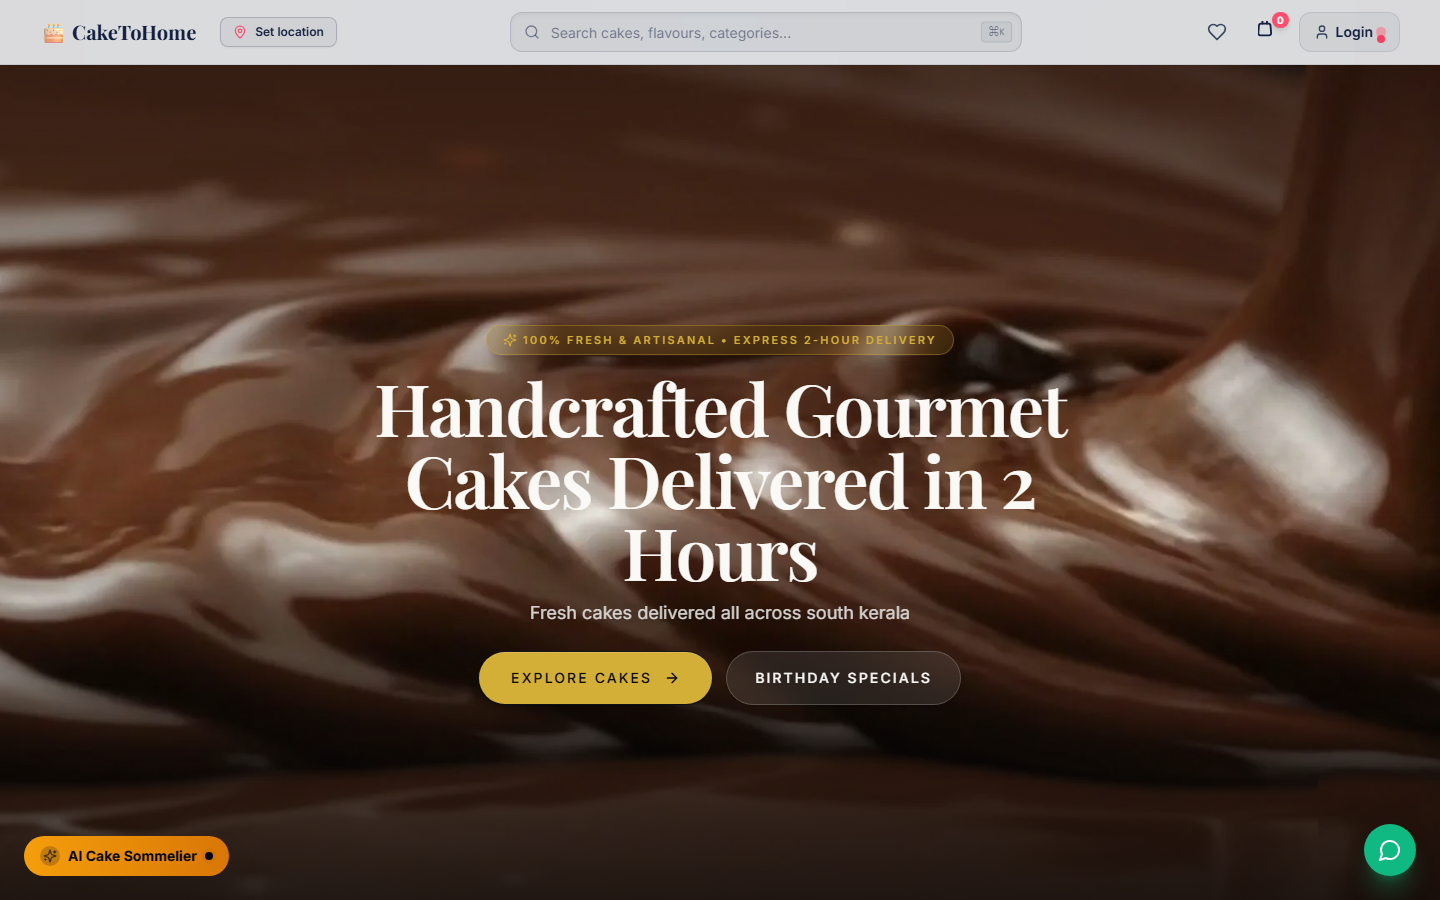 CakeToHome
Set location
Search cakes, flavours, categories...
⌘K
0
Login
100% FRESH & ARTISANAL • EXPRESS 2-HOUR DELIVERY
Handcrafted Gourmet
Cakes Delivered in 2
Hours
Fresh cakes delivered all across south kerala
EXPLORE CAKES →
BIRTHDAY SPECIALS
AI Cake Sommelier